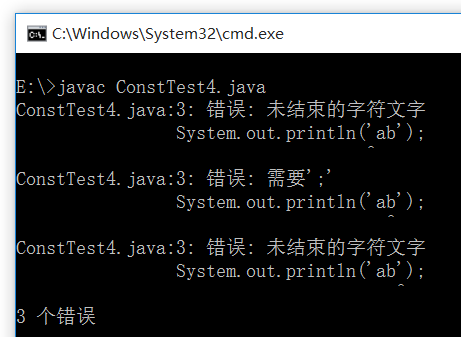 C:\Windows\System32\cmd.exe
E:\>javac ConstTest4.java
ConstTest4.java:3: 错误: 未结束的字符文字
System.out.println('ab');
^
ConstTest4.java:3: 错误: 需要';'
System.out.println('ab');
^
ConstTest4.java:3: 错误: 未结束的字符文字
System.out.println('ab');
^
3 个错误